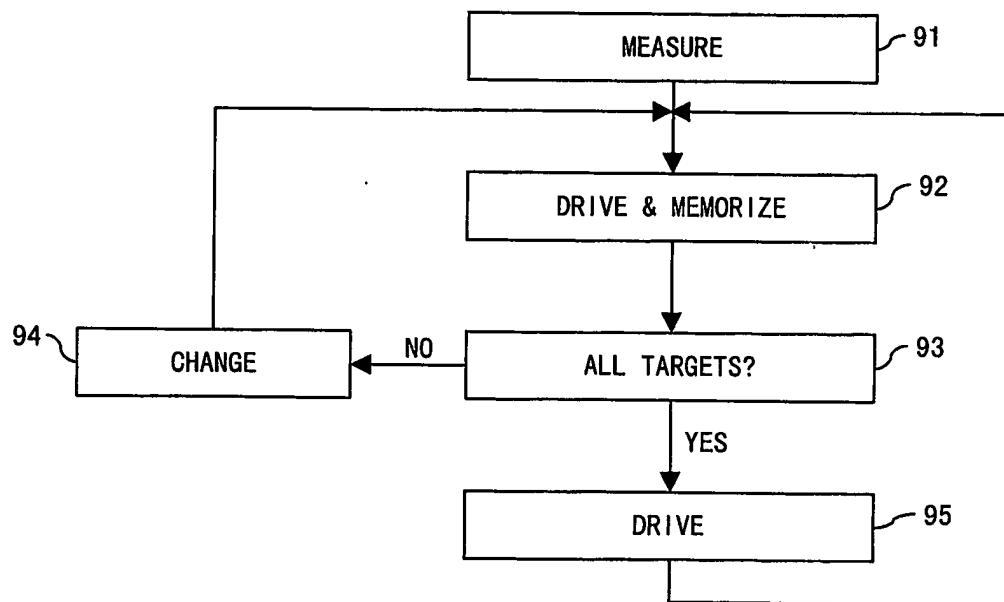 MEASURE
91
DRIVE & MEMORIZE
92
94
CHANGE
NO
ALL TARGETS?
93
YES
DRIVE
95